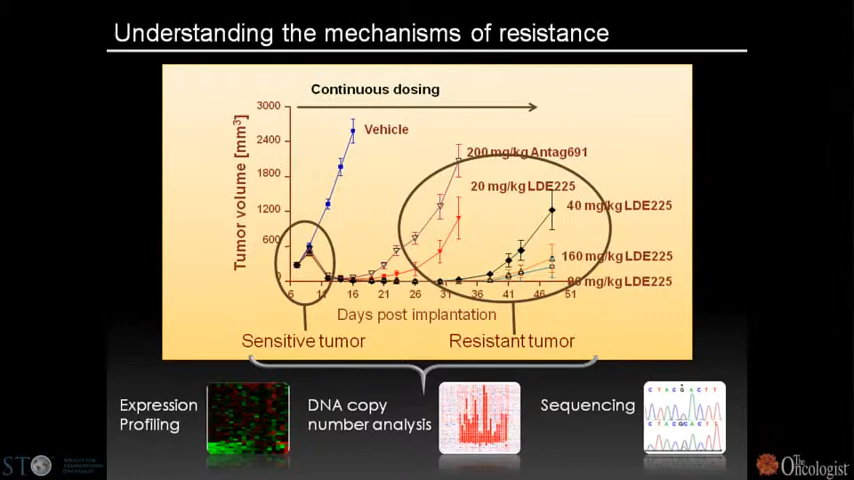 Understanding the mechanisms of resistance
Continuous dosing
Tumor volume [mm³]
3000
2400
1800
1200
600
0
Vehicle
200 mg/kg Antag691
20 mg/kg LDE225
40 mg/kg LDE225
160 mg/kg LDE225
80 mg/kg LDE225
6 11 16 21 26 31 36 41 46 51
Days post implantation
Sensitive tumor
Resistant tumor
Expression
Profiling
DNA copy
number analysis
Sequencing
C T A C G A C T T
C T A C G C A C T T
The
Oncologist